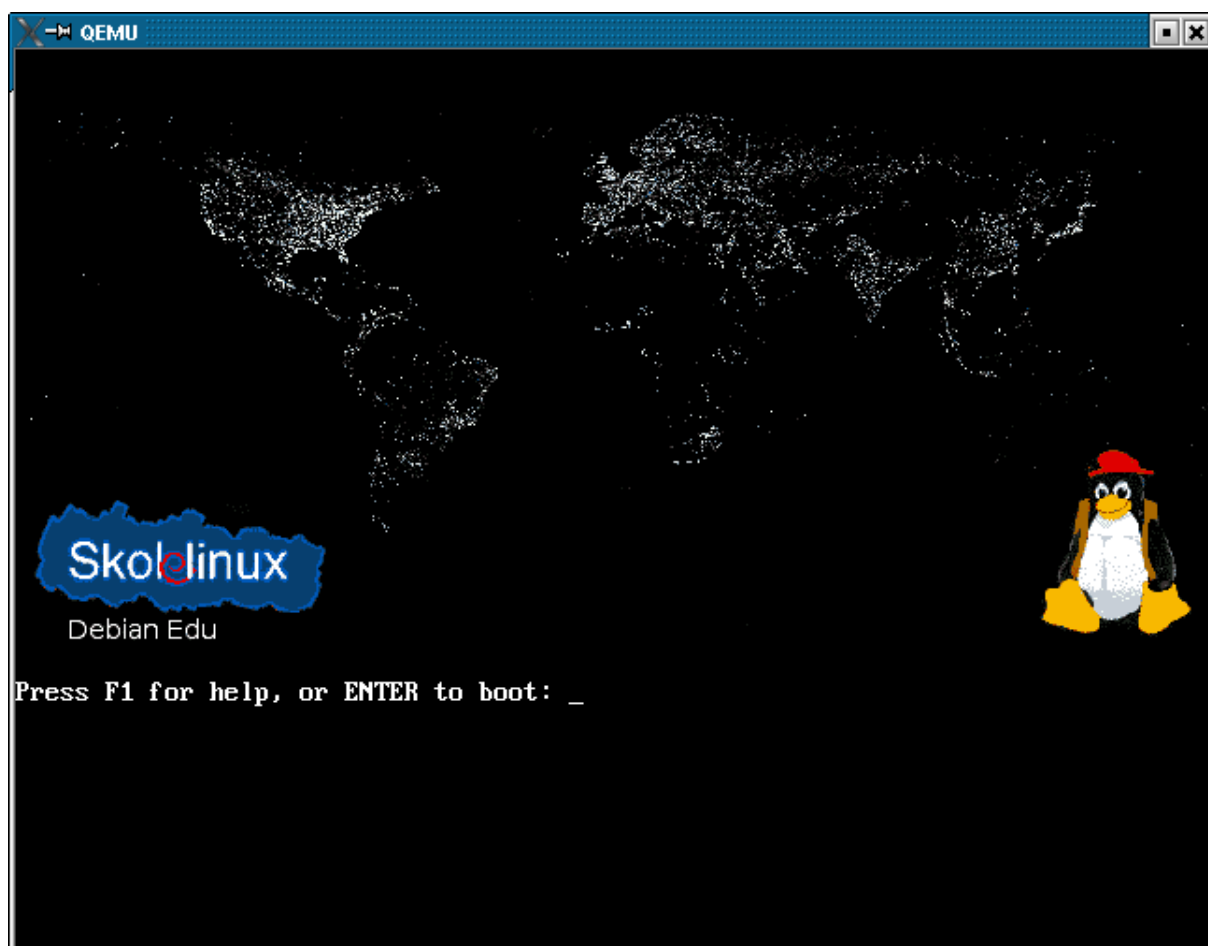 QEMU
Skolelinux
Debian Edu
Press F1 for help, or ENTER to boot: _